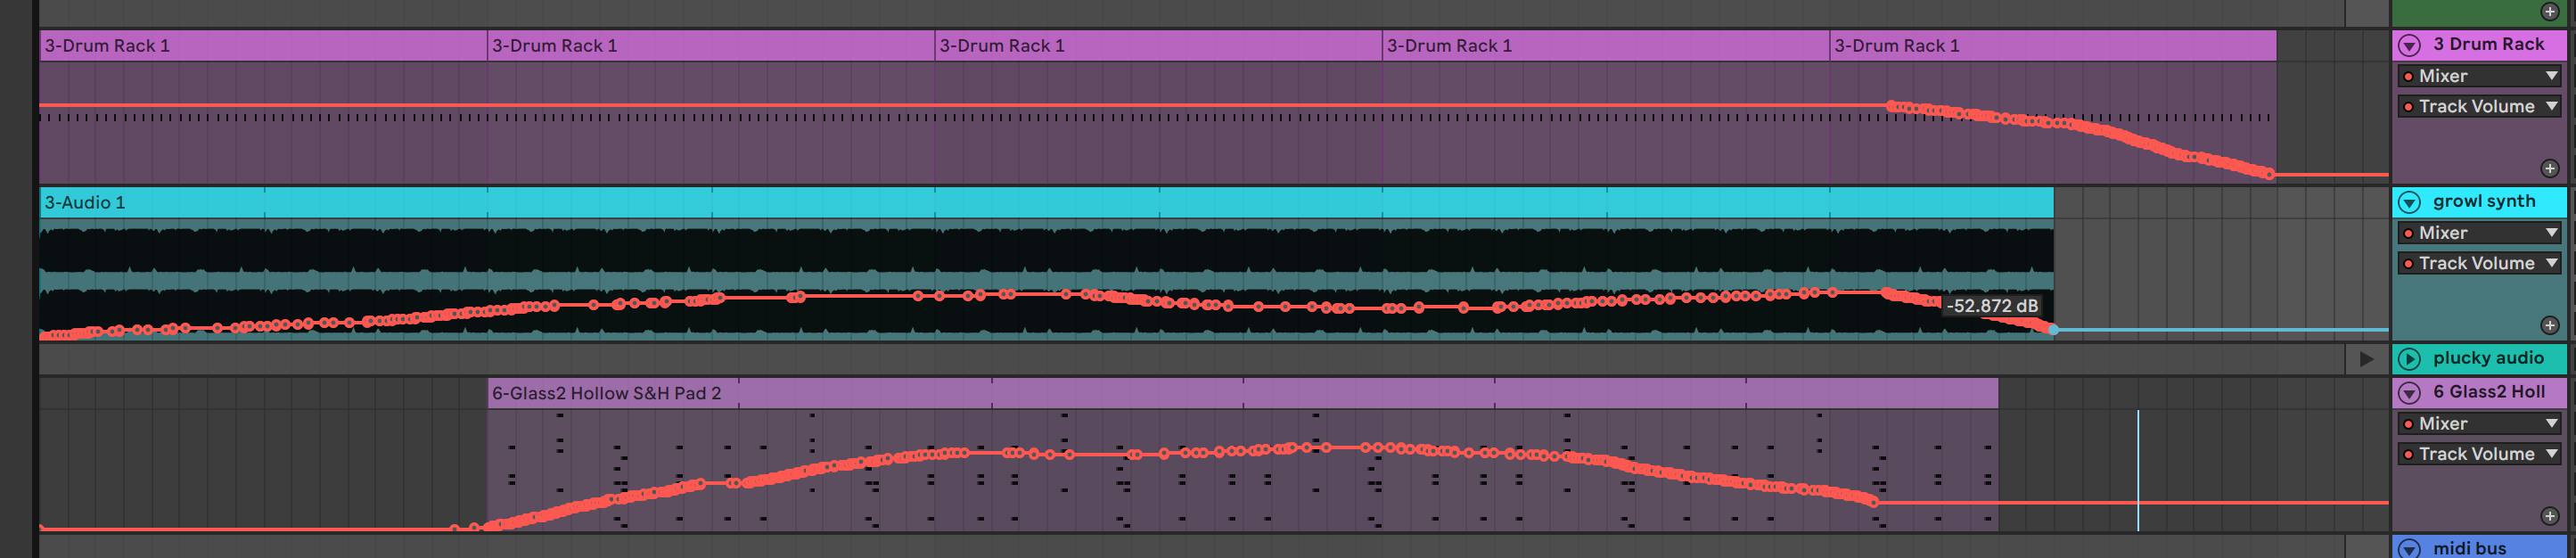 3-Drum Rack 1 3-Drum Rack 1 3-Drum Rack 1 3-Drum Rack 1 3-Drum Rack 1 3 Drum Rack
Mixer
Track Volume
3-Audio 1 growl synth
Mixer
Track Volume
-52.872 dB
plucky audio
6-Glass2 Hollow S&H Pad 2 6 Glass2 Holl
Mixer
Track Volume
midi bus